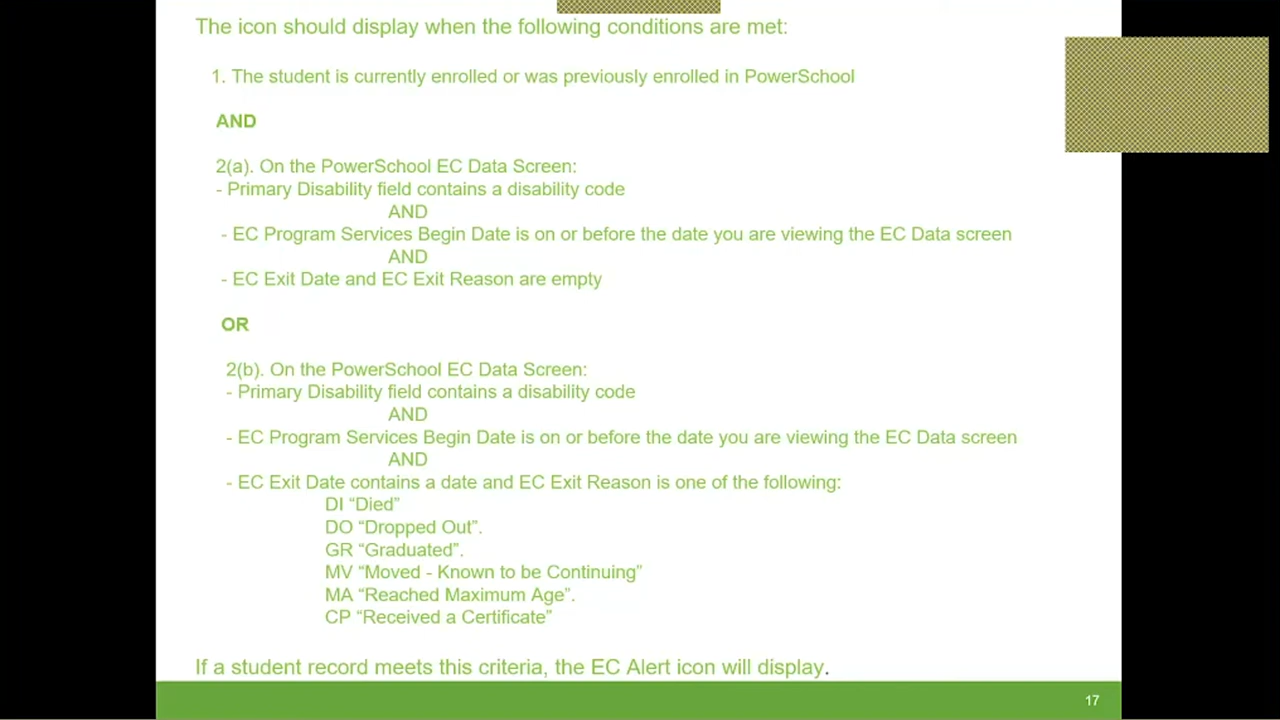 The icon should display when the following conditions are met:
1. The student is currently enrolled or was previously enrolled in PowerSchool
AND
2(a). On the PowerSchool EC Data Screen:
- Primary Disability field contains a disability code
AND
- EC Program Services Begin Date is on or before the date you are viewing the EC Data screen
AND
- EC Exit Date and EC Exit Reason are empty
OR
2(b). On the PowerSchool EC Data Screen:
- Primary Disability field contains a disability code
AND
- EC Program Services Begin Date is on or before the date you are viewing the EC Data screen
AND
- EC Exit Date contains a date and EC Exit Reason is one of the following:
DI “Died”
DO “Dropped Out”.
GR “Graduated”.
MV “Moved - Known to be Continuing”
MA “Reached Maximum Age”.
CP “Received a Certificate”
If a student record meets this criteria, the EC Alert icon will display.
17